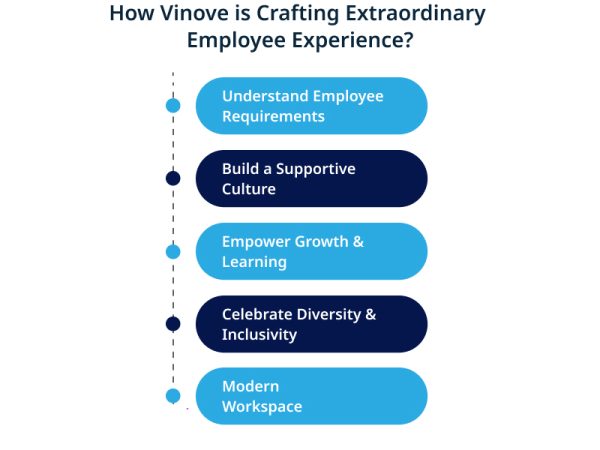 How Vinove is Crafting Extraordinary
Employee Experience?
Understand Employee
Requirements
Build a Supportive
Culture
Empower Growth &
Learning
Celebrate Diversity &
Inclusivity
Modern
Workspace